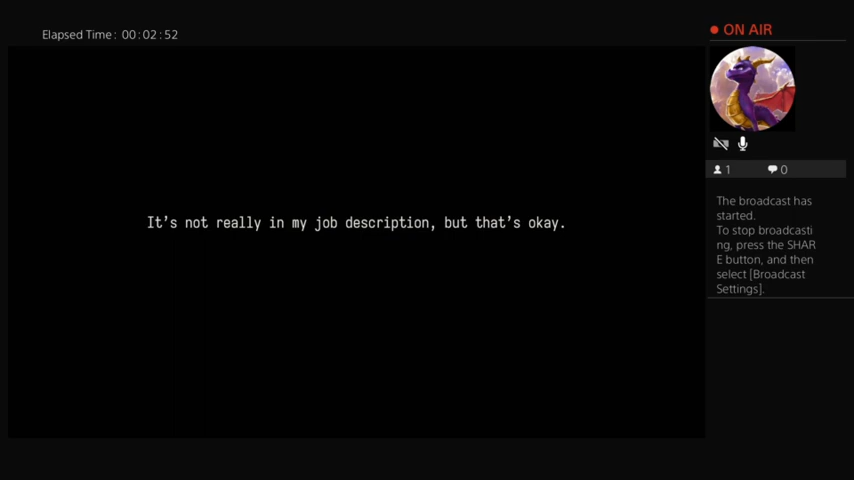 Elapsed Time: 00:02:52
ON AIR
1 0
It's not really in my job description, but that's okay.
The broadcast has
started.
To stop broadcasti
ng, press the SHAR
E button, and then
select [Broadcast
Settings].